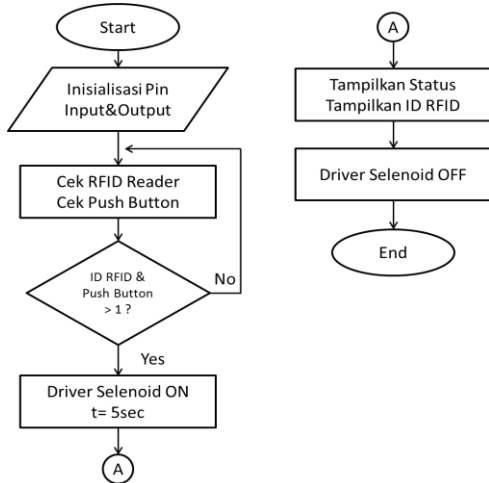 Start
Inisialisasi Pin
Input&Output
Cek RFID Reader
Cek Push Button
ID RFID &
Push Button
> 1 ?
No
Yes
Driver Selenoid ON
t= 5sec
A
A
Tampilkan Status
Tampilkan ID RFID
Driver Selenoid OFF
End